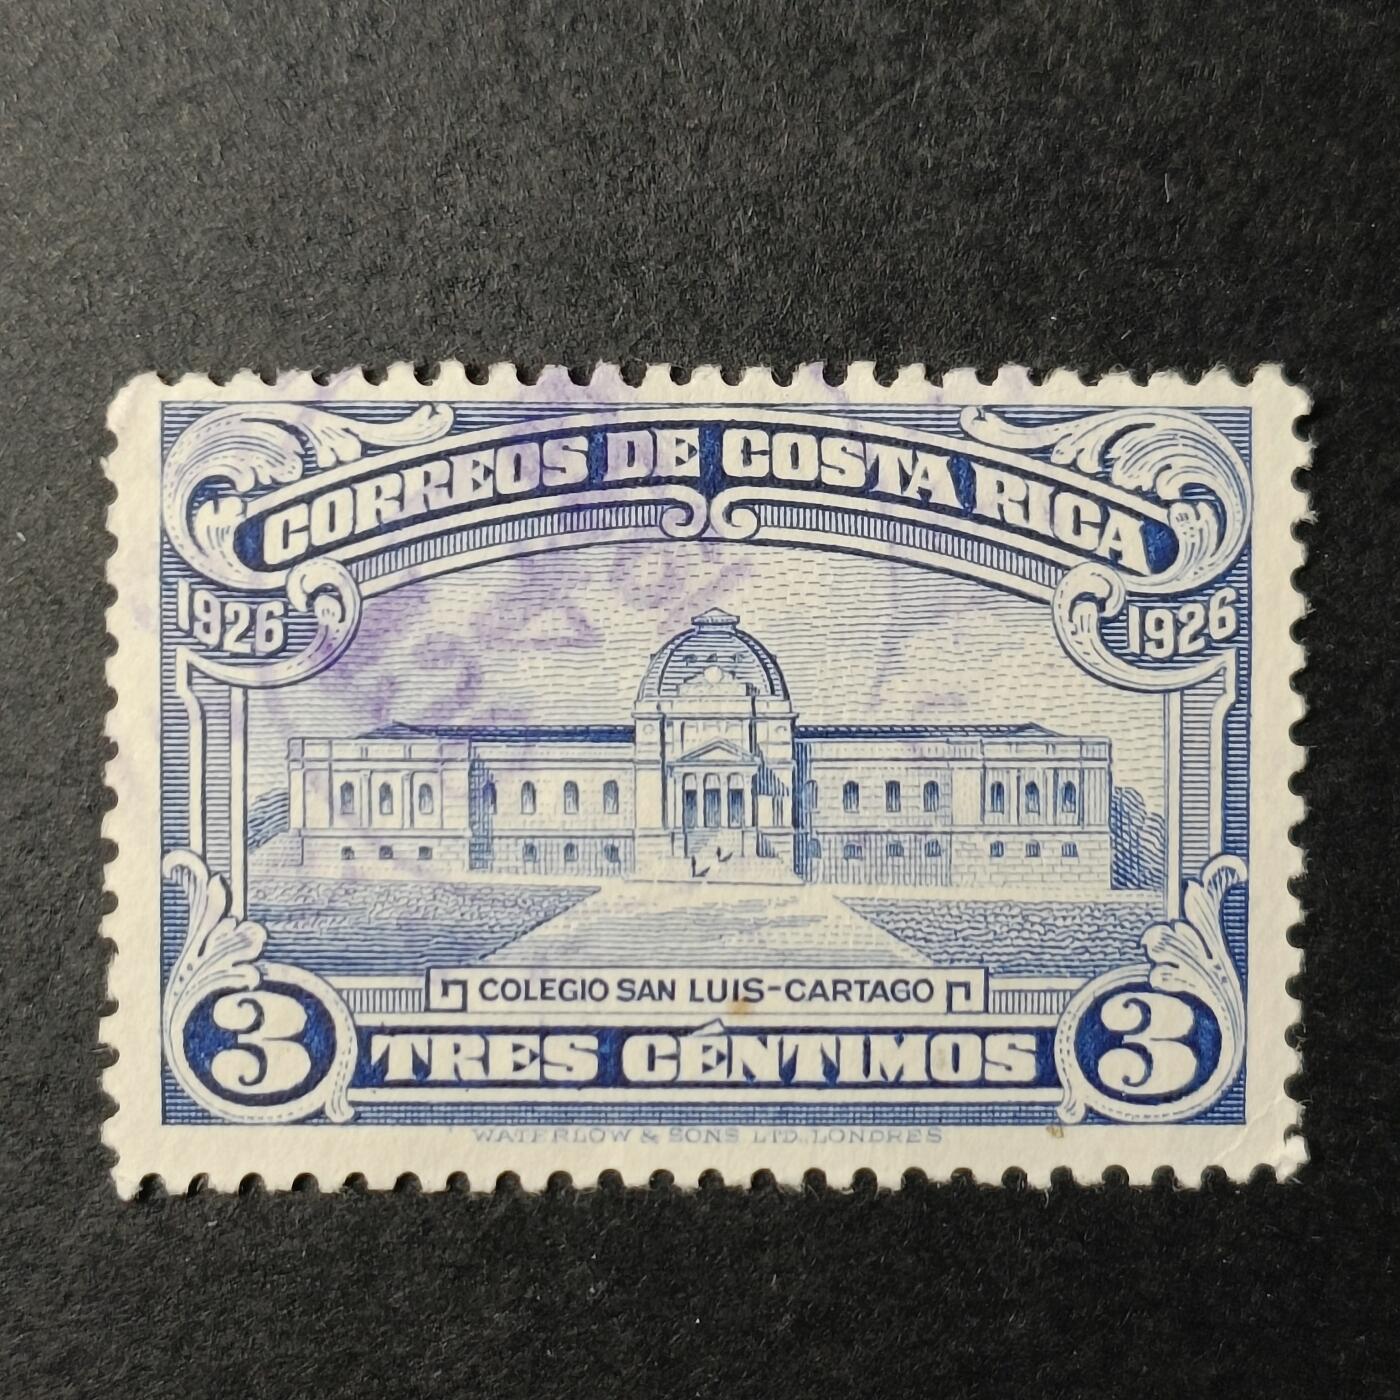 CORREOS DE COSTA RICA
1926 1926
COLEGIO SAN LUIS-CARTAGO
3 TRES CÉNTIMOS 3
WATERLOW & SONS LTD. LONDRES